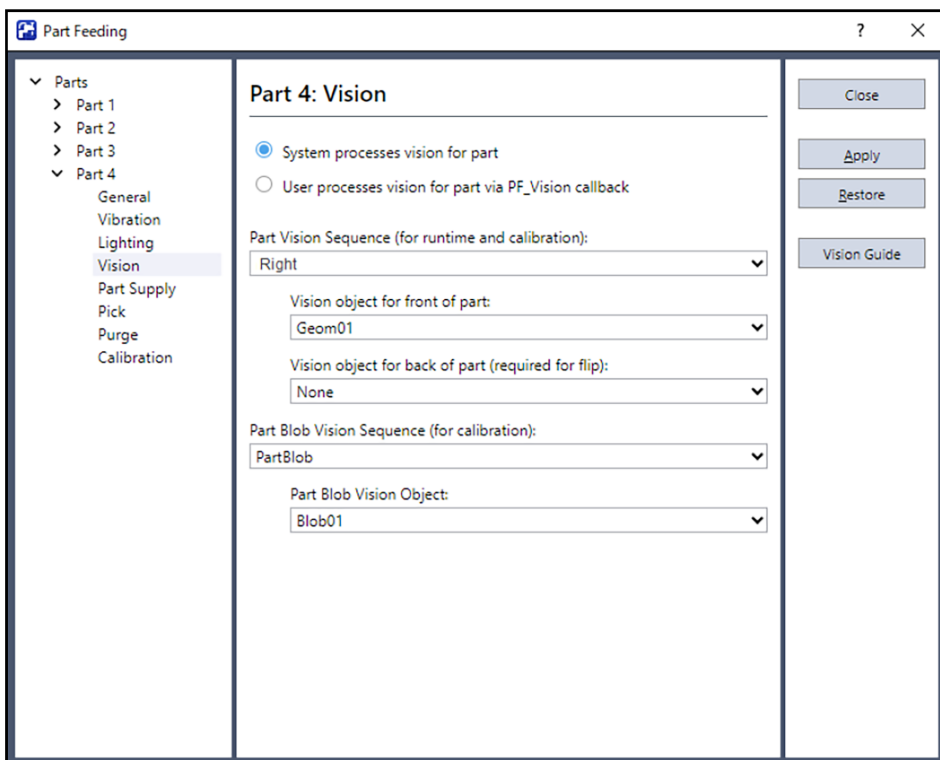 Part Feeding
?
Parts
Part 1
Part 2
Part 3
Part 4
General
Vibration
Lighting
Vision
Part Supply
Pick
Purge
Calibration
Part 4: Vision
System processes vision for part
User processes vision for part via PF_Vision callback
Part Vision Sequence (for runtime and calibration):
Right
Vision object for front of part:
Geom01
Vision object for back of part (required for flip):
None
Part Blob Vision Sequence (for calibration):
PartBlob
Part Blob Vision Object:
Blob01
Close
Apply
Restore
Vision Guide